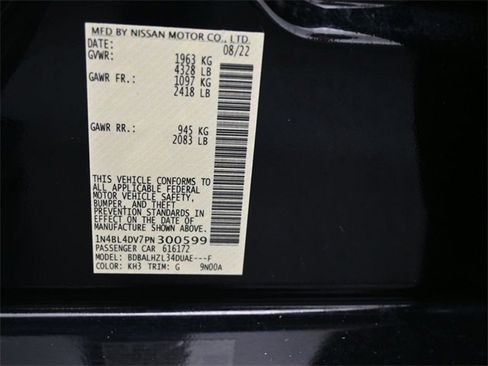 MFD BY NISSAN MOTOR CO., LTD.
DATE: 08/22
GVWR: 1963 KG
4328 LB
GAWR FR: 1097 KG
2418 LB
GAWR RR: 945 KG
2083 LB
THIS VEHICLE CONFORMS TO
ALL APPLICABLE FEDERAL
MOTOR VEHICLE SAFETY,
BUMPER, AND THEFT
PREVENTION STANDARDS IN
EFFECT ON THE DATE OF
MANUFACTURE SHOWN ABOVE.
1N4BL4DV7PN300599
PASSENGER CAR 616172
MODEL: BDBALHZL34DUAE---F
COLOR: KH3 TRIM: G 9N00A